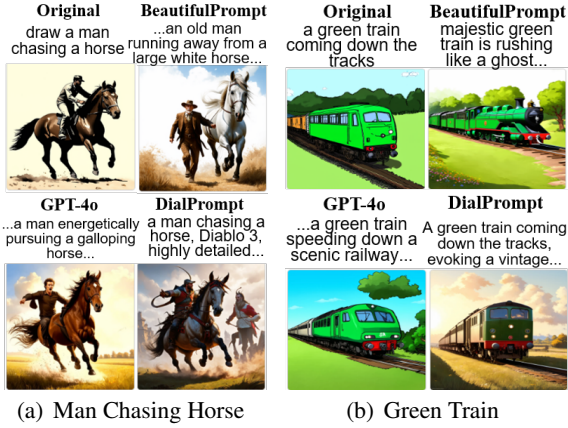 Original
draw a man
chasing a horse
BeautifulPrompt
...an old man
running away from a
large white horse...
GPT-4o
...a man energetically
pursuing a galloping
horse...
DialPrompt
a man chasing a
horse, Diablo 3,
highly detailed...
(a) Man Chasing Horse
Original
a green train
coming down the
tracks
BeautifulPrompt
majestic green
train is rushing
like a ghost...
GPT-4o
...a green train
speeding down a
scenic railway...
DialPrompt
A green train coming
down the tracks,
evoking a vintage...
(b) Green Train